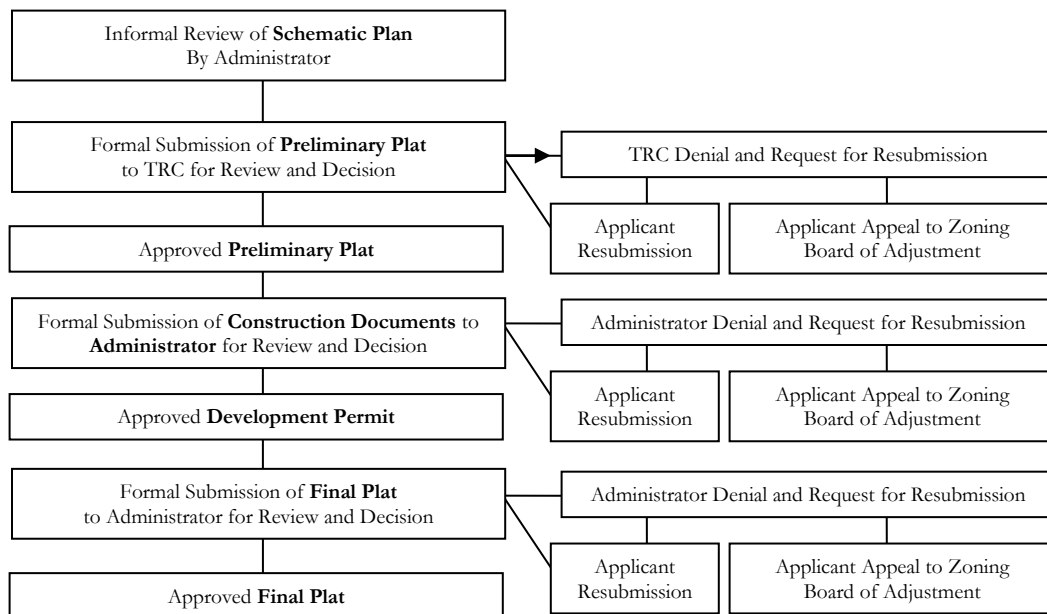 Informal Review of Schematic Plan
By Administrator
Formal Submission of Preliminary Plat
to TRC for Review and Decision
TRC Denial and Request for Resubmission
Applicant
Resubmission
Applicant Appeal to Zoning
Board of Adjustment
Approved Preliminary Plat
Formal Submission of Construction Documents to
Administrator for Review and Decision
Administrator Denial and Request for Resubmission
Applicant
Resubmission
Applicant Appeal to Zoning
Board of Adjustment
Approved Development Permit
Formal Submission of Final Plat
to Administrator for Review and Decision
Administrator Denial and Request for Resubmission
Applicant
Resubmission
Applicant Appeal to Zoning
Board of Adjustment
Approved Final Plat